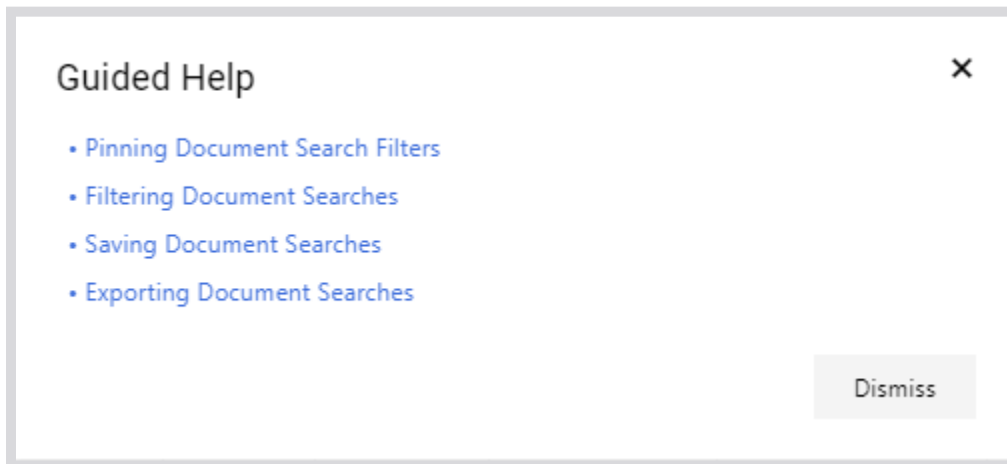 Guided Help
• Pinning Document Search Filters
• Filtering Document Searches
• Saving Document Searches
• Exporting Document Searches
Dismiss